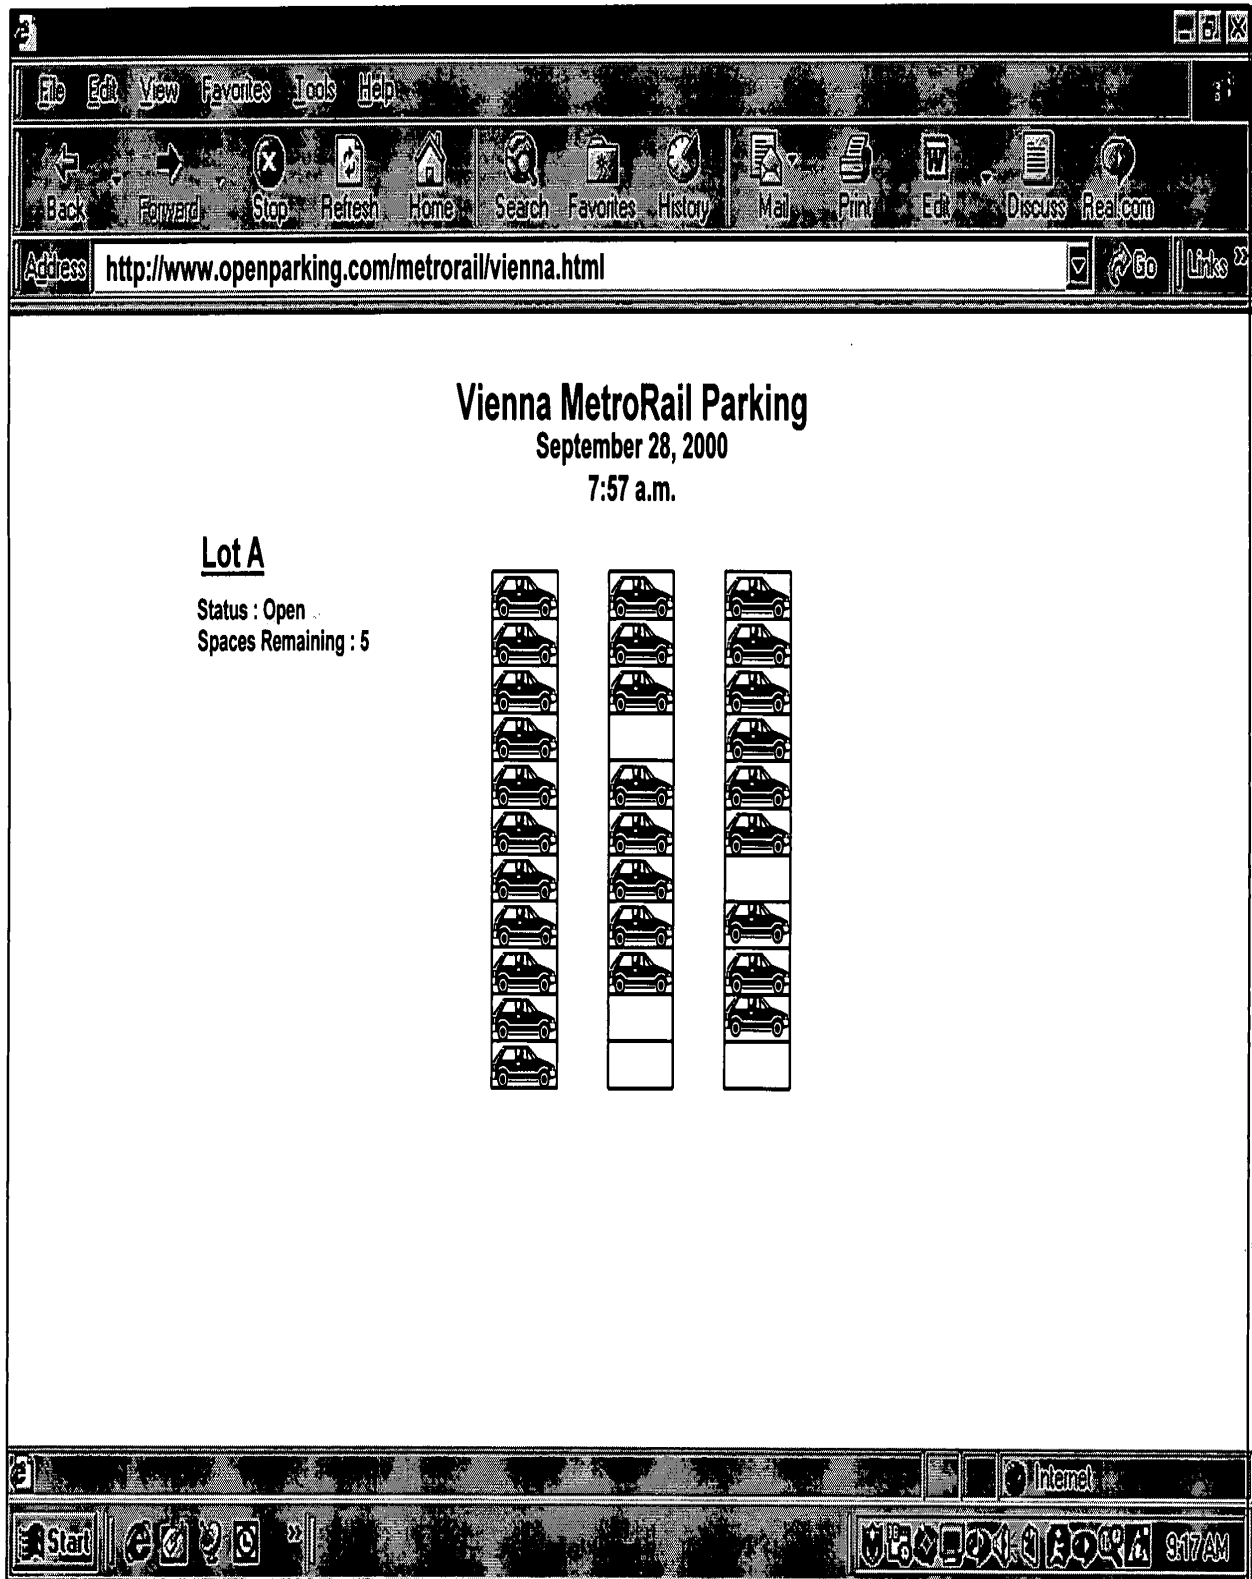 File Edit View Favorites Tools Help
Back Forward Stop Refresh Home Search Favorites History Mail Print Edit Discuss Real.com
Address http://www.openparking.com/metrorail/vienna.html Go Links »
Vienna MetroRail Parking
September 28, 2000
7:57 a.m.
Lot A
Status : Open
Spaces Remaining : 5
Internet
Start » 9:17 AM